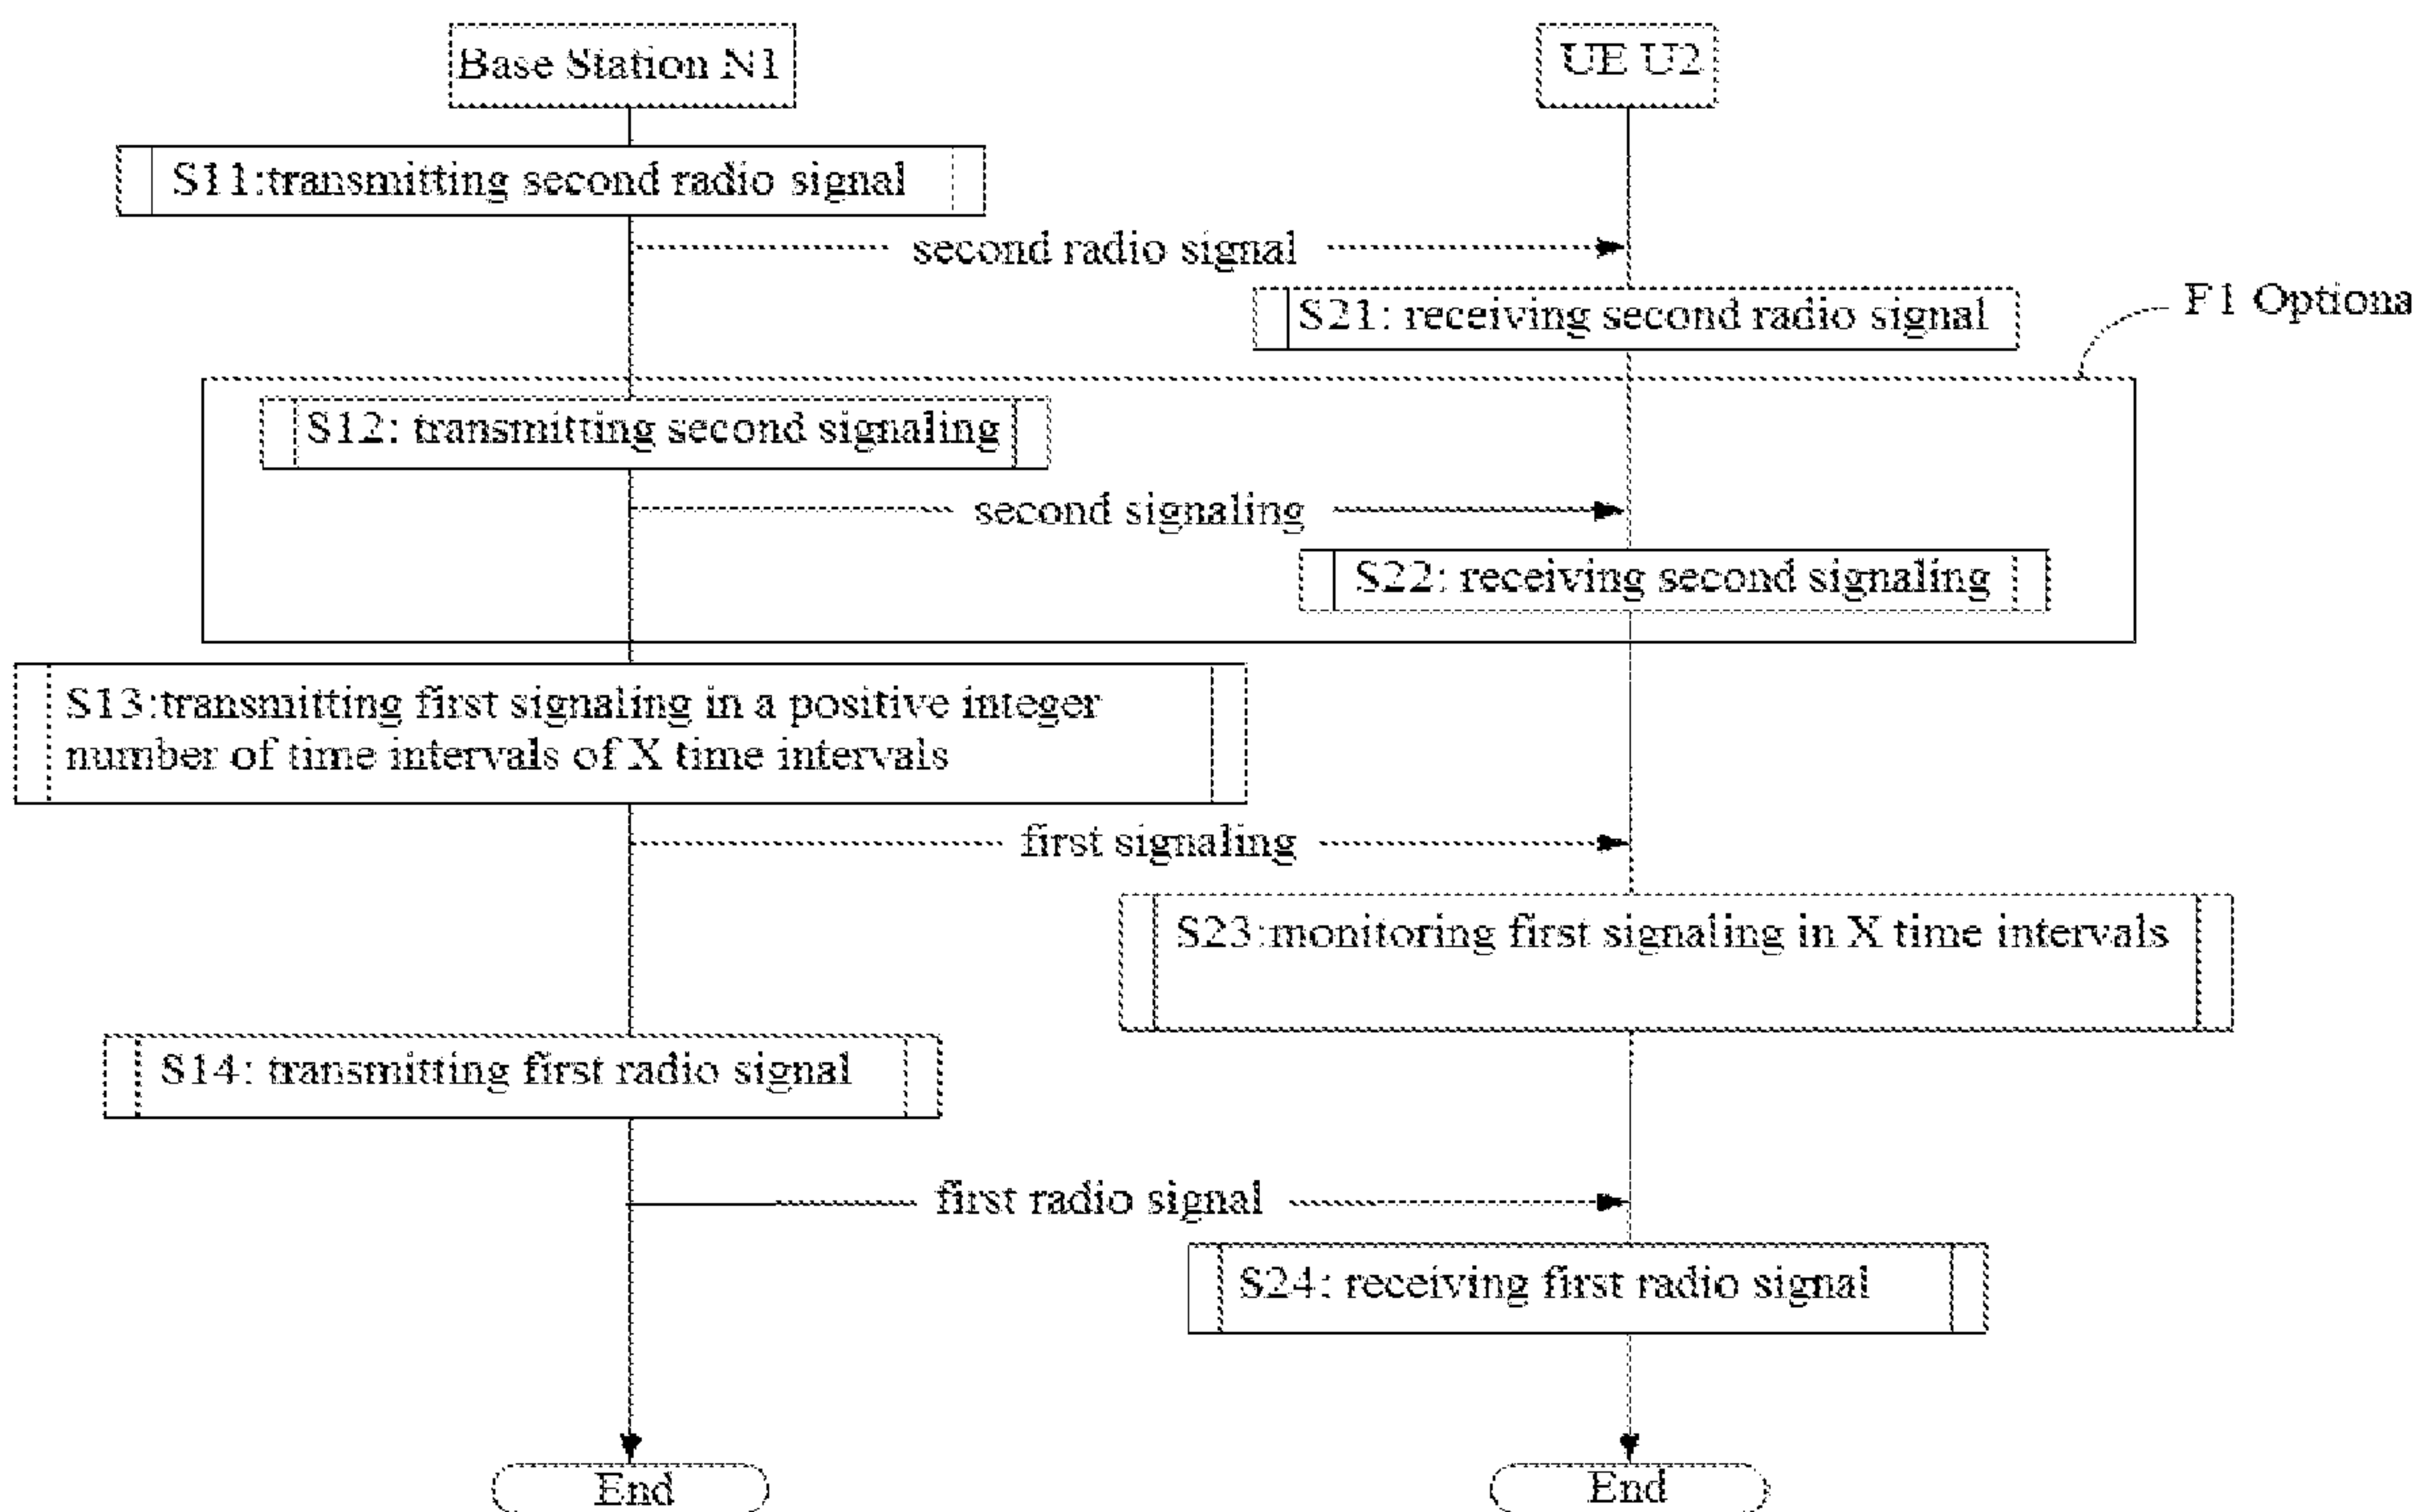 Base Station N1
UE U2
S11:transmitting second radio signal
second radio signal
S21: receiving second radio signal
F1 Optiona
S12: transmitting second signaling
second signaling
S22: receiving second signaling
S13:transmitting first signaling in a positive integer
number of time intervals of X time intervals
first signaling
S23:monitoring first signaling in X time intervals
S14: transmitting first radio signal
first radio signal
S24: receiving first radio signal
End
End